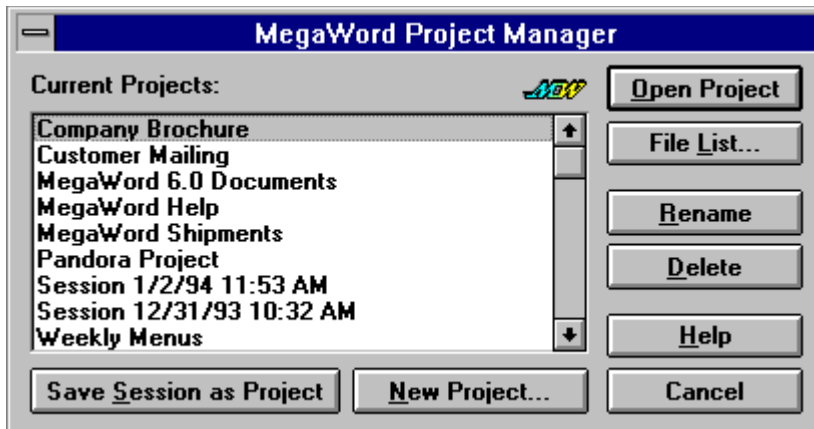 MegaWord Project Manager
Current Projects:
NEW
Company Brochure
Customer Mailing
MegaWord 6.0 Documents
MegaWord Help
MegaWord Shipments
Pandora Project
Session 1/2/94 11:53 AM
Session 12/31/93 10:32 AM
Weekly Menus
Open Project
File List...
Rename
Delete
Help
Save Session as Project
New Project...
Cancel